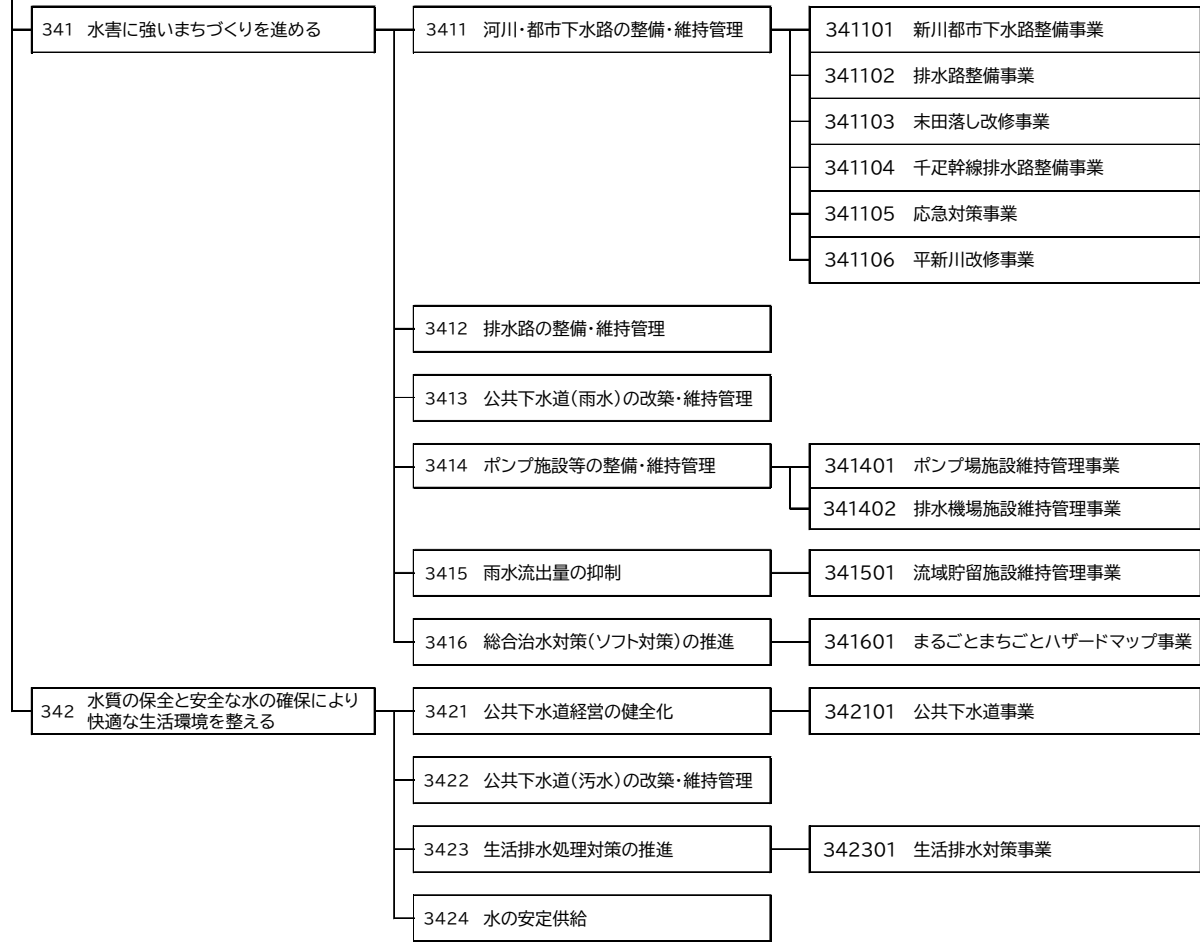 341 水害に強いまちづくりを進める
3411 河川・都市下水路の整備・維持管理
341101 新川都市下水路整備事業
341102 排水路整備事業
341103 末田落し改修事業
341104 千疋幹線排水路整備事業
341105 応急対策事業
341106 平新川改修事業
3412 排水路の整備・維持管理
3413 公共下水道(雨水)の改築・維持管理
3414 ポンプ施設等の整備・維持管理
341401 ポンプ場施設維持管理事業
341402 排水機場施設維持管理事業
3415 雨水流出量の抑制
341501 流域貯留施設維持管理事業
3416 総合治水対策(ソフト対策)の推進
341601 まるごとまちごとハザードマップ事業
342 水質の保全と安全な水の確保により
快適な生活環境を整える
3421 公共下水道経営の健全化
342101 公共下水道事業
3422 公共下水道(汚水)の改築・維持管理
3423 生活排水処理対策の推進
342301 生活排水対策事業
3424 水の安定供給